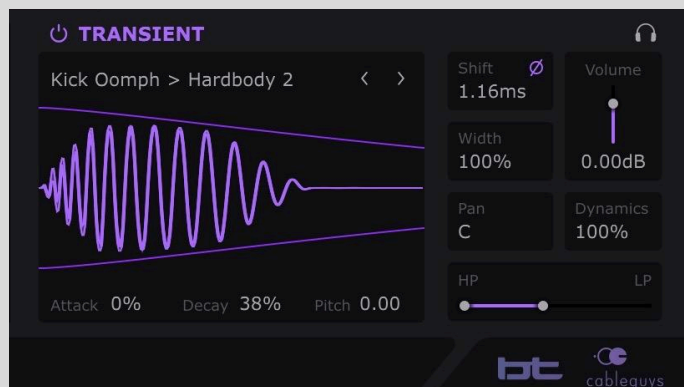 TRANSIENT
Kick Oomph > Hardbody 2
Attack 0% Decay 38% Pitch 0.00
Shift Ø
1.16ms
Volume
0.00dB
Width
100%
Pan
C
Dynamics
100%
HP LP
bt
cableguys